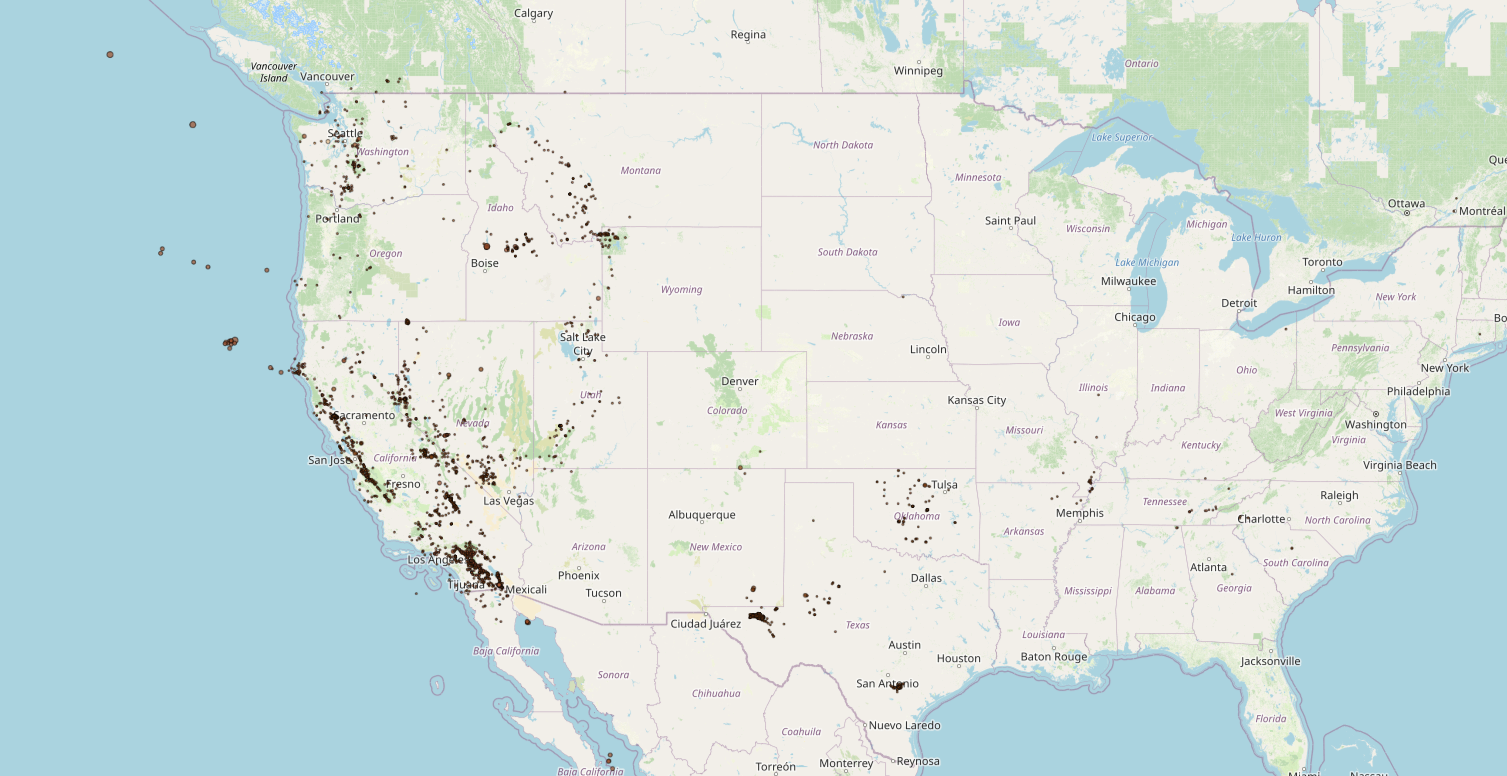 Calgary
Regina
Vancouver
Island
Vancouver
Winnipeg
Ontario
Seattle
Washington
Montana
North Dakota
Lake Superior
Minnesota
Portland
Idaho
Saint Paul
Wisconsin
Michigan
Lake Huron
Ottawa
Montréal
Que
Oregon
Boise
South Dakota
Lake Michigan
Toronto
Hamilton
Milwaukee
Wyoming
Detroit
New York
Chicago
Bo
Iowa
Nebraska
Salt Lake
City
Lincoln
Pennsylvania
New York
Ohio
Denver
Utah
Colorado
Illinois
Indiana
Philadelphia
Kansas City
Sacramento
Nevada
Kansas
Missouri
West Virginia
Washington
Virginia
Kentucky
San José
California
Virginia Beach
Fresno
Tulsa
Las Vegas
Albuquerque
Oklahoma
Tennessee
Raleigh
Memphis
Charlotte
North Carolina
Arkansas
Arizona
New Mexico
Los Angeles
Atlanta
South Carolina
Phoenix
Dallas
Tijuana
Mexicali
Tucson
Mississippi
Alabama
Georgia
Ciudad Juárez
Texas
Louisiana
Austin
Houston
Baton Rouge
Jacksonville
Baja California
Sonora
San Antonio
Chihuahua
Florida
Nuevo Laredo
Coahuila
Reynosa
Monterrey
Torreón
Baja California
Miami
Nassau